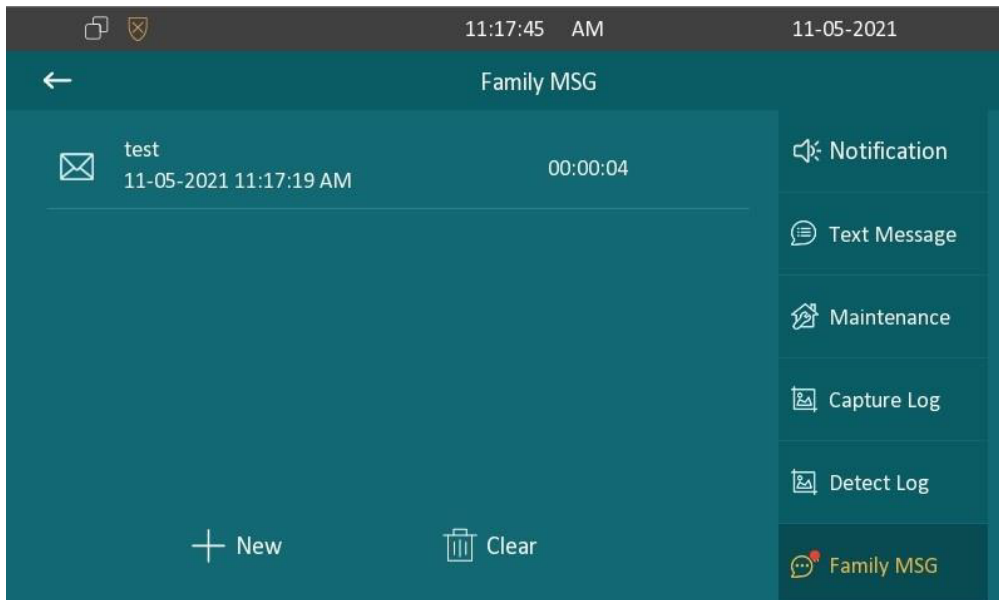 11:17:45 AM 11-05-2021
Family MSG
test
11-05-2021 11:17:19 AM 00:00:04
Notification
Text Message
Maintenance
Capture Log
Detect Log
Family MSG
New Clear